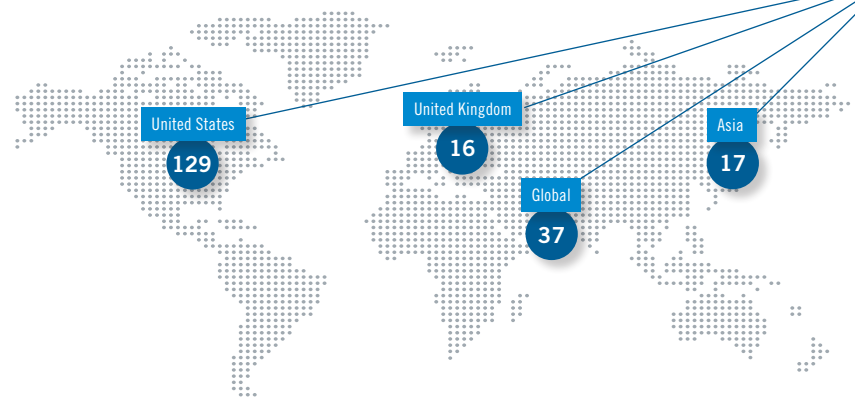 United States
129
United Kingdom
16
Global
37
Asia
17